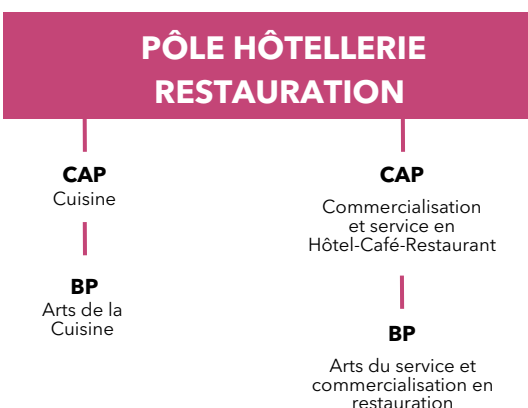 PÔLE HÔTELLERIE
RESTAURATION
CAP
Cuisine
BP
Arts de la
Cuisine
CAP
Commercialisation
et service en
Hôtel-Café-Restaurant
BP
Arts du service et
commercialisation en
restauration